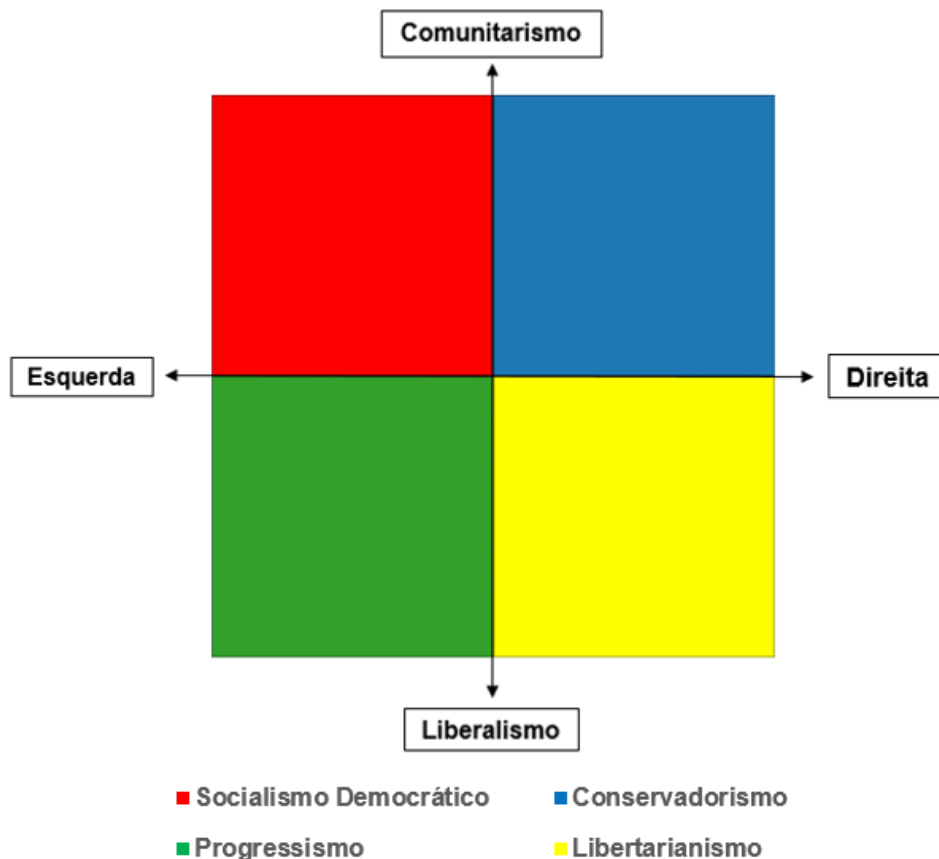 Comunitarismo
Esquerda
Direita
Liberalismo
Socialismo Democrático
Conservadorismo
Progressismo
Libertarianismo